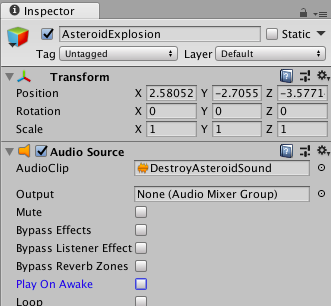 Inspector
AsteroidExplosion Static
Tag Untagged Layer Default
Transform
Position X 2.58052 Y -2.7055 Z -3.5771
Rotation X 0 Y 0 Z 0
Scale X 1 Y 1 Z 1
Audio Source
AudioClip DestroyAsteroidSound
Output None (Audio Mixer Group)
Mute
Bypass Effects
Bypass Listener Effect
Bypass Reverb Zones
Play On Awake
Loop